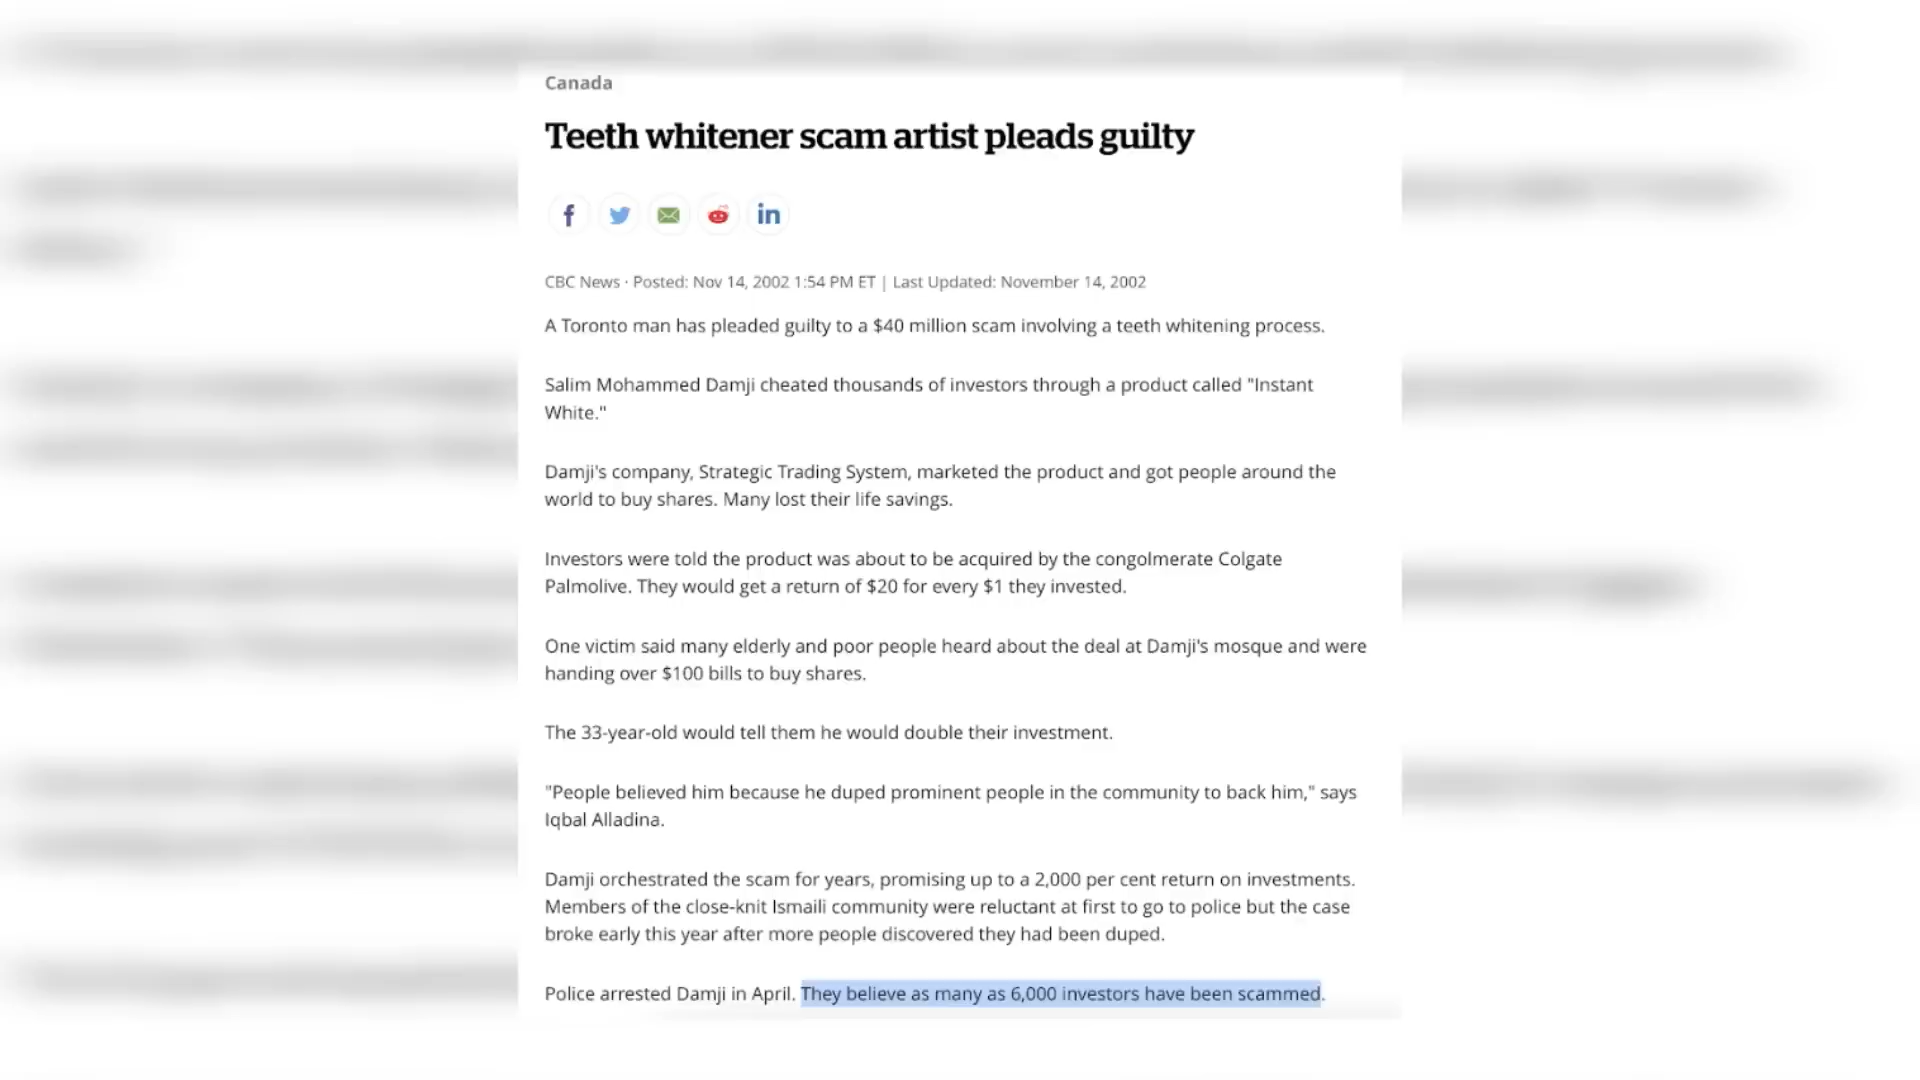 Canada
Teeth whitener scam artist pleads guilty
CBC News · Posted: Nov 14, 2002 1:54 PM ET | Last Updated: November 14, 2002
A Toronto man has pleaded guilty to a $40 million scam involving a teeth whitening process.
Salim Mohammed Damji cheated thousands of investors through a product called "Instant
White."
Damji's company, Strategic Trading System, marketed the product and got people around the
world to buy shares. Many lost their life savings.
Investors were told the product was about to be acquired by the congolmerate Colgate
Palmolive. They would get a return of $20 for every $1 they invested.
One victim said many elderly and poor people heard about the deal at Damji's mosque and were
handing over $100 bills to buy shares.
The 33-year-old would tell them he would double their investment.
"People believed him because he duped prominent people in the community to back him," says
Iqbal Alladina.
Damji orchestrated the scam for years, promising up to a 2,000 per cent return on investments.
Members of the close-knit Ismaili community were reluctant at first to go to police but the case
broke early this year after more people discovered they had been duped.
Police arrested Damji in April. They believe as many as 6,000 investors have been scammed.